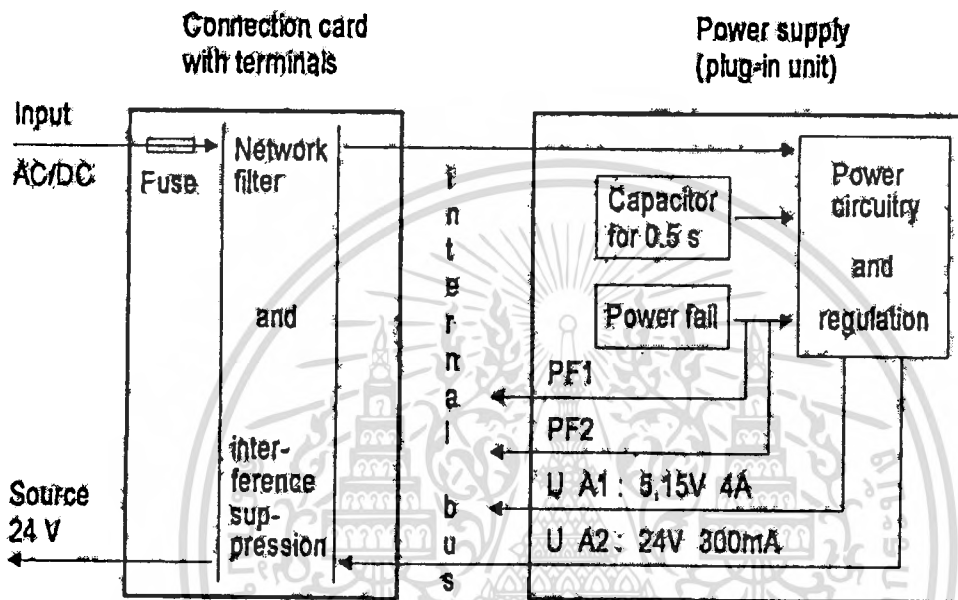 Connection card
with terminals
Power supply
(plug-in unit)
Input
AC/DC
Fuse
Network
filter
and
inter-
ference
sup-
pression
Source
24 V
internal bus
Capacitor
for 0.5 s
Power fail
Power
circuitry
and
regulation
PF1
PF2
U A1: 5,15V 4A
U A2: 24V 300mA